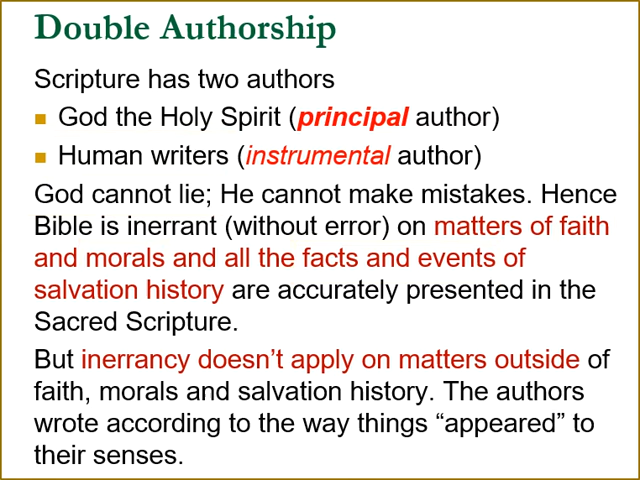 Double Authorship
Scripture has two authors
God the Holy Spirit (principal author)
Human writers (instrumental author)
God cannot lie; He cannot make mistakes. Hence
Bible is inerrant (without error) on matters of faith
and morals and all the facts and events of
salvation history are accurately presented in the
Sacred Scripture.
But inerrancy doesn’t apply on matters outside of
faith, morals and salvation history. The authors
wrote according to the way things “appeared” to
their senses.